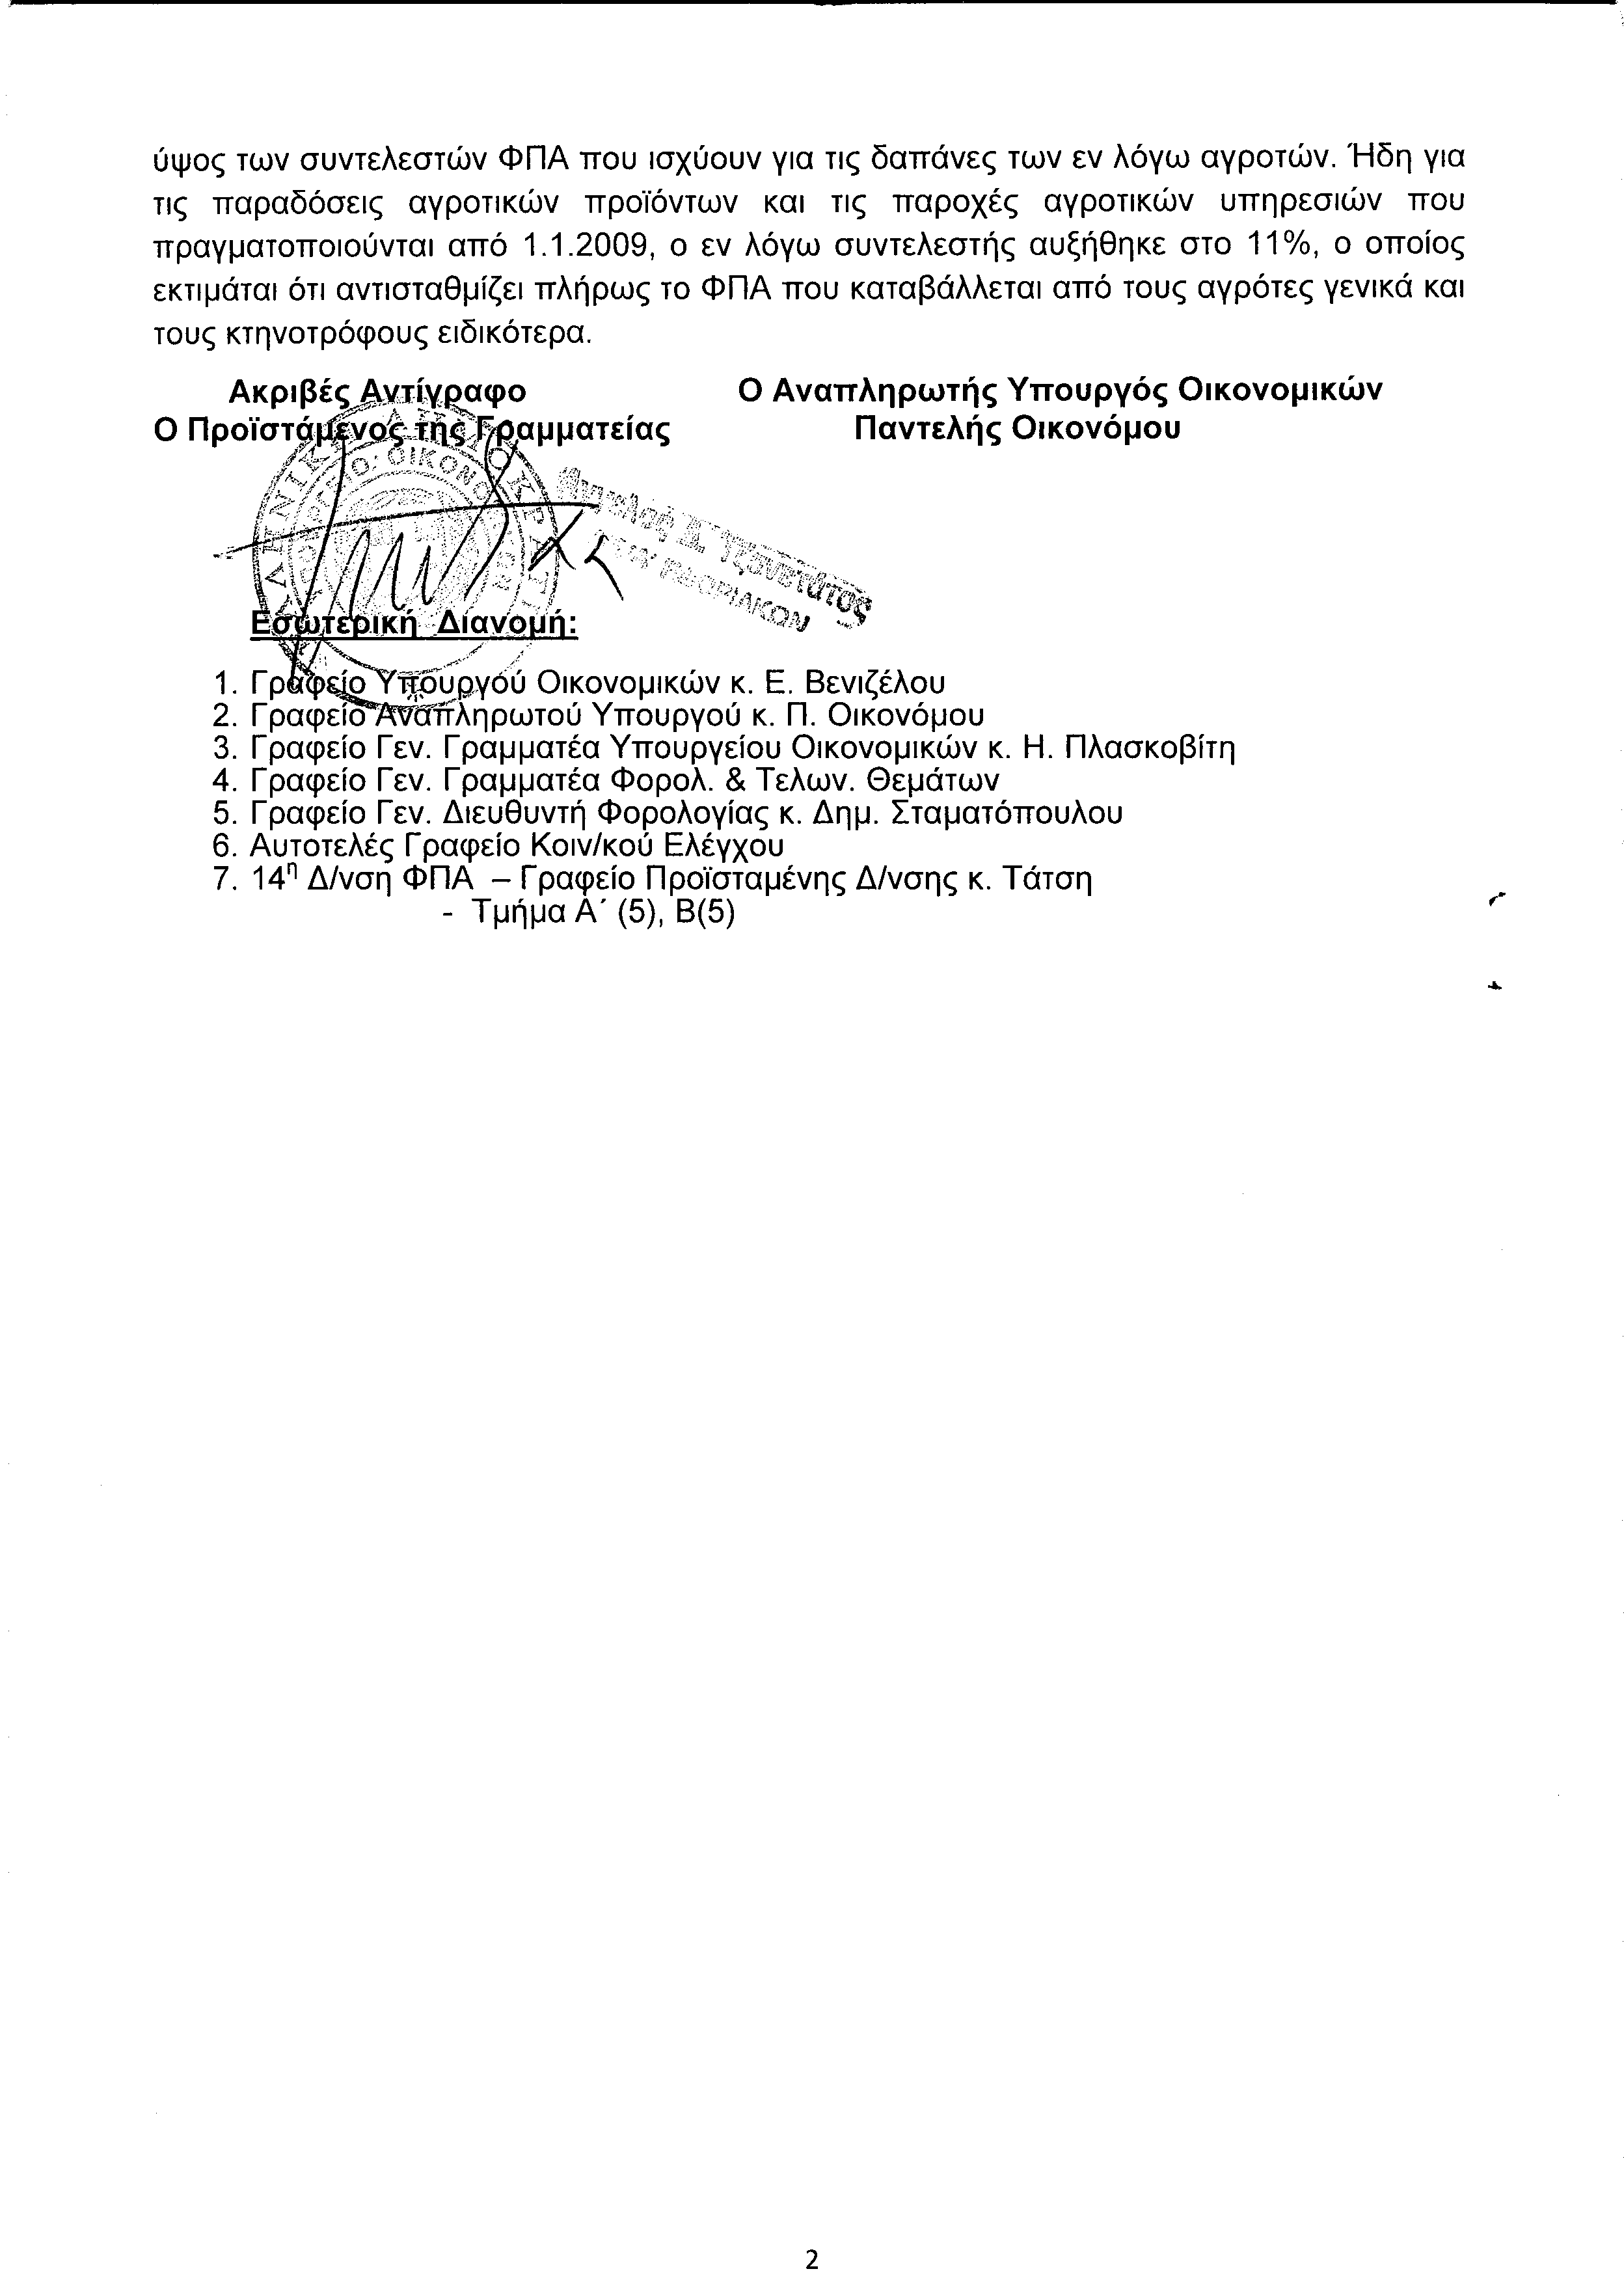 ύψος των συντελεστών ΦΠΑ που ισχύουν για τις δαπάνες των εν λόγω αγροτών. Ήδη για
τις παραδόσεις αγροτικών προϊόντων και τις παροχές αγροτικών υπηρεσιών που
πραγματοποιούνται από 1.1.2009, ο εν λόγω συντελεστής αυξήθηκε στο 11%, ο οποίος
εκτιμάται ότι αντισταθμίζει πλήρως το ΦΠΑ που καταβάλλεται από τους αγρότες γενικά και
τους κτηνοτρόφους ειδικότερα.
Ακριβές Αντίγραφο
Ο Προϊστάμενος της Γραμματείας
Ο Αναπληρωτής Υπουργός Οικονομικών
Παντελής Οικονόμου
Εσωτερική Διανομή:
1. Γραφείο Υπουργού Οικονομικών κ. Ε. Βενιζέλου
2. Γραφείο Αναπληρωτού Υπουργού κ. Π. Οικονόμου
3. Γραφείο Γεν. Γραμματέα Υπουργείου Οικονομικών κ. Η. Πλασκοβίτη
4. Γραφείο Γεν. Γραμματέα Φορολ. & Τελων. Θεμάτων
5. Γραφείο Γεν. Διευθυντή Φορολογίας κ. Δημ. Σταματόπουλου
6. Αυτοτελές Γραφείο Κοιν/κού Ελέγχου
7. 14η Δ/νση ΦΠΑ – Γραφείο Προϊσταμένης Δ/νσης κ. Τάτση
- Τμήμα Α΄ (5), Β(5)
2